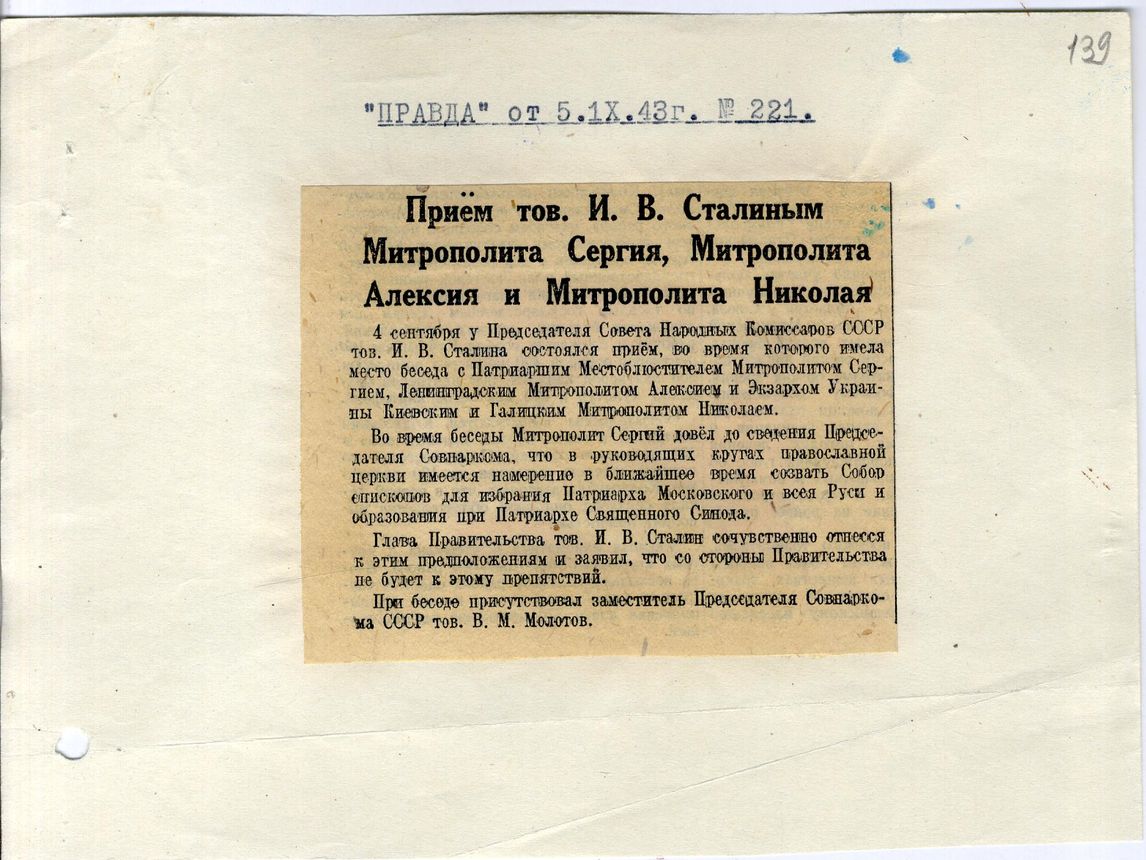 139
"ПРАВДА" от 5.1X.43г. № 221.
Приём тов. И. В. Сталиным
Митрополита Сергия, Митрополита
Алексия и Митрополита Николая
4 сентября у Председателя Совета Народных Комиссаров СССР
тов. И. В. Сталина состоялся приём, во время которого имела
место беседа с Патриаршим Местоблюстителем Митрополитом Сер-
гием, Ленинградским Митрополитом Алексием и Экзархом Украи-
ны Киевским и Галицким Митрополитом Николаем.
Во время беседы Митрополит Сергий довёл до сведения Предсе-
дателя Совнаркома, что в руководящих кругах православной
церкви имеется намерение в ближайшее время созвать Собор
епископов для избрания Патриарха Московского и всея Руси и
образования при Патриархе Священного Синода.
Глава Правительства тов. И. В. Сталин сочувственно отнесся
к этим предположениям и заявил, что со стороны Правительства
не будет к этому препятствий.
При беседе присутствовал заместитель Председателя Совнарко-
ма СССР тов. В. М. Молотов.